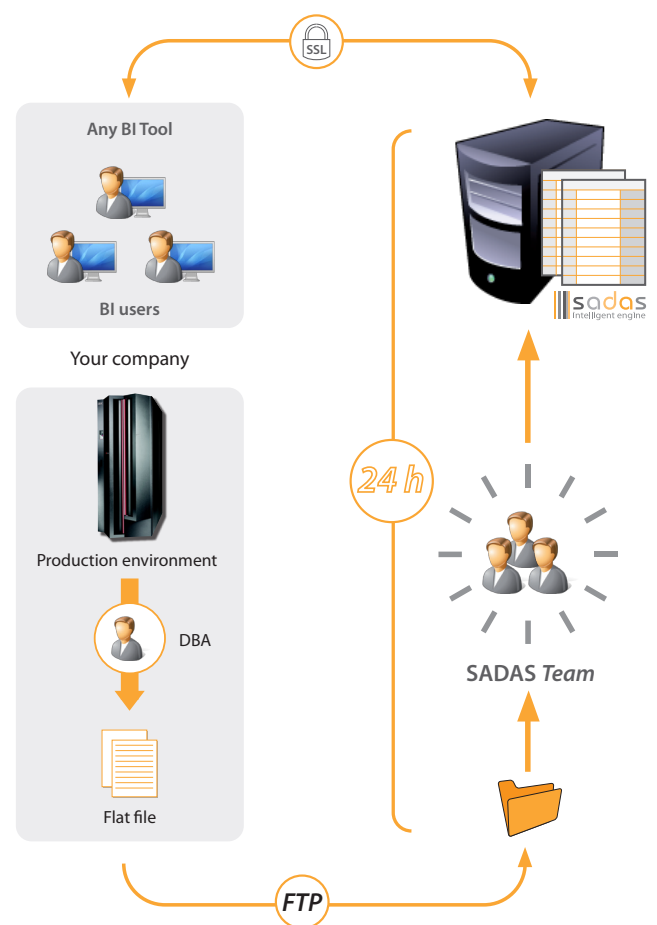 SSL
Any BI Tool
BI users
Your company
Production environment
DBA
Flat file
FTP
24 h
sadas
intelligent engine
SADAS Team